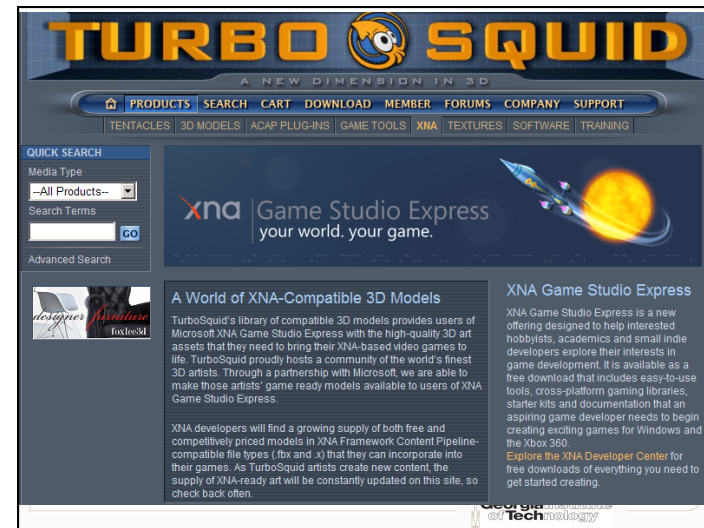 TURBO SQUID
A NEW DIMENSION IN 3D
PRODUCTS SEARCH CART DOWNLOAD MEMBER FORUMS COMPANY SUPPORT
TENTACLES 3D MODELS ACAP PLUG-INS GAME TOOLS XNA TEXTURES SOFTWARE TRAINING
QUICK SEARCH
Media Type
--All Products--
Search Terms
GO
Advanced Search
designer furniture
foxlee3d
xna Game Studio Express
your world. your game.
A World of XNA-Compatible 3D Models
TurboSquid's library of compatible 3D models provides users of
Microsoft XNA Game Studio Express with the high-quality 3D art
assets that they need to bring their XNA-based video games to
life. TurboSquid proudly hosts a community of the world's finest
3D artists. Through a partnership with Microsoft, we are able to
make those artists' game ready models available to users of XNA
Game Studio Express.
XNA developers will find a growing supply of both free and
competitively priced models in XNA Framework Content Pipeline-
compatible file types (.fbx and .x) that they can incorporate into
their games. As TurboSquid artists create new content, the
supply of XNA-ready art will be constantly updated on this site, so
check back often.
XNA Game Studio Express
XNA Game Studio Express is a new
offering designed to help interested
hobbyists, academics and small indie
developers explore their interests in
game development. It is available as a
free download that includes easy-to-use
tools, cross-platform gaming libraries,
starter kits and documentation that an
aspiring game developer needs to begin
creating exciting games for Windows and
the Xbox 360.
Explore the XNA Developer Center for
free downloads of everything you need to
get started creating.
Georgia Institute
of Technology